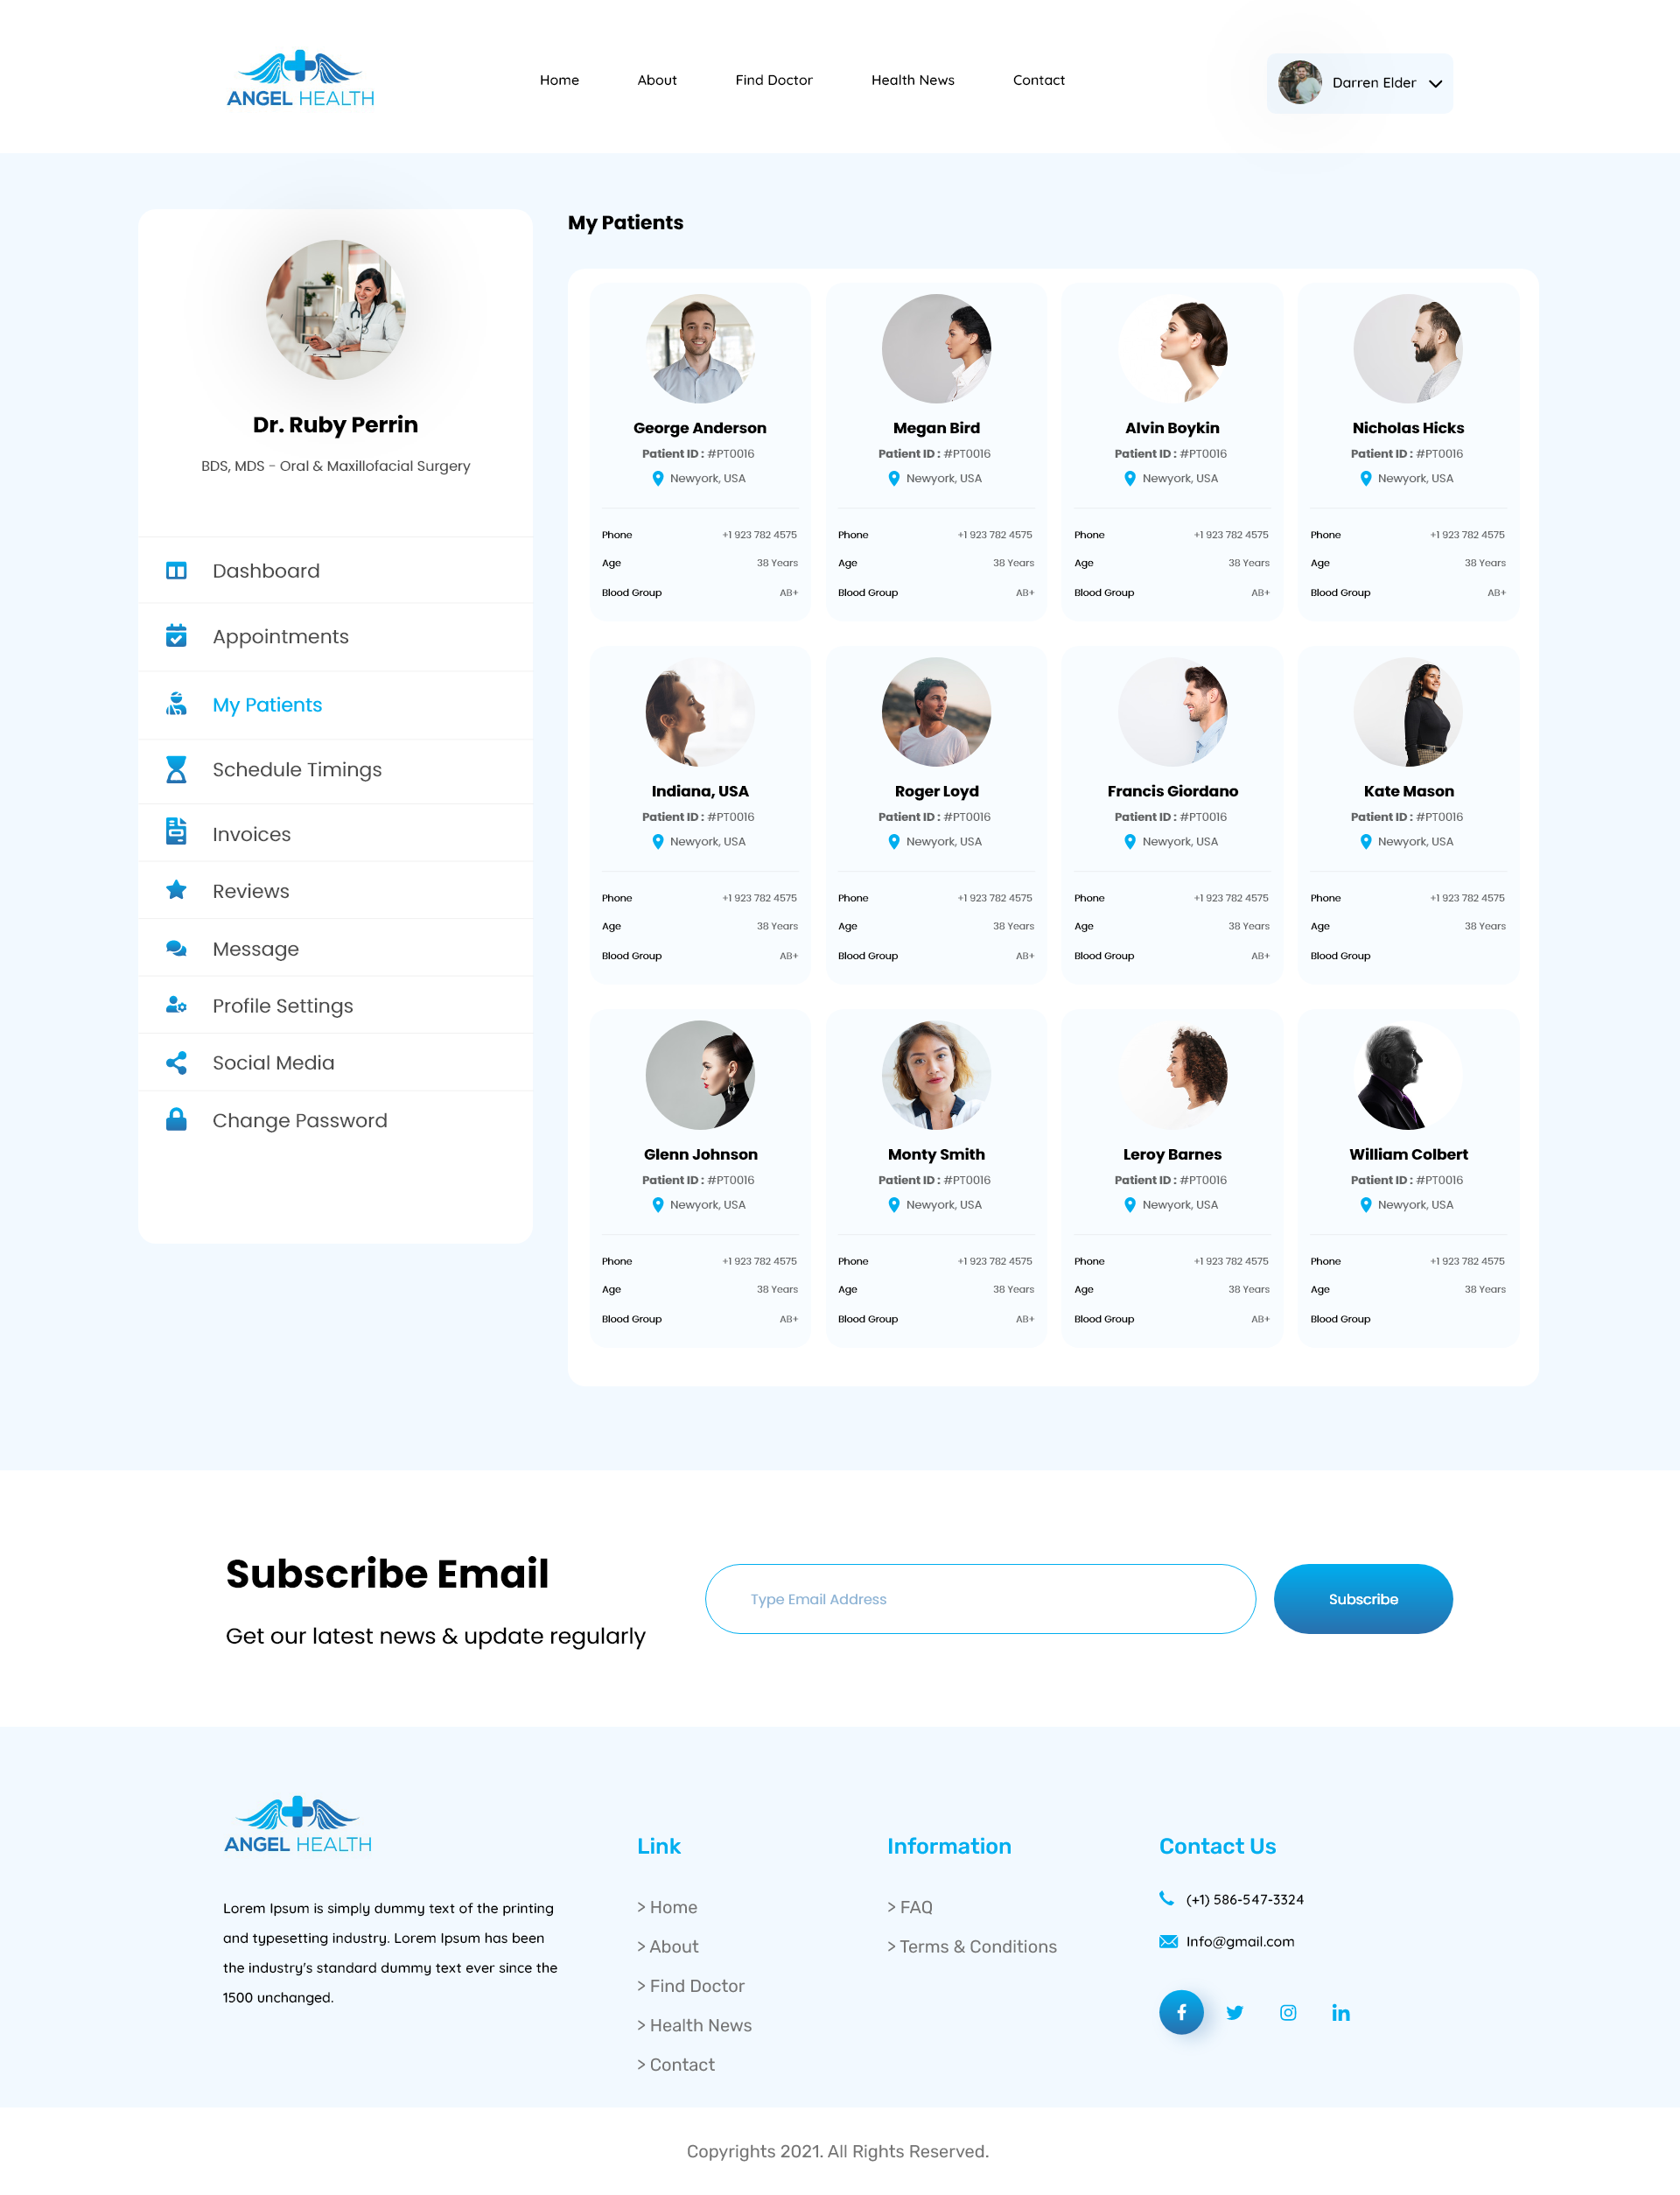 ANGEL HEALTH
Home About Find Doctor Health News Contact
Darren Elder
Dr. Ruby Perrin
BDS, MDS - Oral & Maxillofacial Surgery
Dashboard
Appointments
My Patients
Schedule Timings
Invoices
Reviews
Message
Profile Settings
Social Media
Change Password
My Patients
George Anderson
Patient ID : #PT0016
Newyork, USA
Phone +1 923 782 4575
Age 38 Years
Blood Group AB+
Megan Bird
Patient ID : #PT0016
Newyork, USA
Phone +1 923 782 4575
Age 38 Years
Blood Group AB+
Alvin Boykin
Patient ID : #PT0016
Newyork, USA
Phone +1 923 782 4575
Age 38 Years
Blood Group AB+
Nicholas Hicks
Patient ID : #PT0016
Newyork, USA
Phone +1 923 782 4575
Age 38 Years
Blood Group AB+
Indiana, USA
Patient ID : #PT0016
Newyork, USA
Phone +1 923 782 4575
Age 38 Years
Blood Group AB+
Roger Loyd
Patient ID : #PT0016
Newyork, USA
Phone +1 923 782 4575
Age 38 Years
Blood Group AB+
Francis Giordano
Patient ID : #PT0016
Newyork, USA
Phone +1 923 782 4575
Age 38 Years
Blood Group AB+
Kate Mason
Patient ID : #PT0016
Newyork, USA
Phone +1 923 782 4575
Age 38 Years
Blood Group
Glenn Johnson
Patient ID : #PT0016
Newyork, USA
Phone +1 923 782 4575
Age 38 Years
Blood Group AB+
Monty Smith
Patient ID : #PT0016
Newyork, USA
Phone +1 923 782 4575
Age 38 Years
Blood Group AB+
Leroy Barnes
Patient ID : #PT0016
Newyork, USA
Phone +1 923 782 4575
Age 38 Years
Blood Group AB+
William Colbert
Patient ID : #PT0016
Newyork, USA
Phone +1 923 782 4575
Age 38 Years
Blood Group
Subscribe Email
Get our latest news & update regularly
Type Email Address
Subscribe
ANGEL HEALTH
Lorem Ipsum is simply dummy text of the printing
and typesetting industry. Lorem Ipsum has been
the industry's standard dummy text ever since the
1500 unchanged.
Link
> Home
> About
> Find Doctor
> Health News
> Contact
Information
> FAQ
> Terms & Conditions
Contact Us
(+1) 586-547-3324
Info@gmail.com
Copyrights 2021. All Rights Reserved.